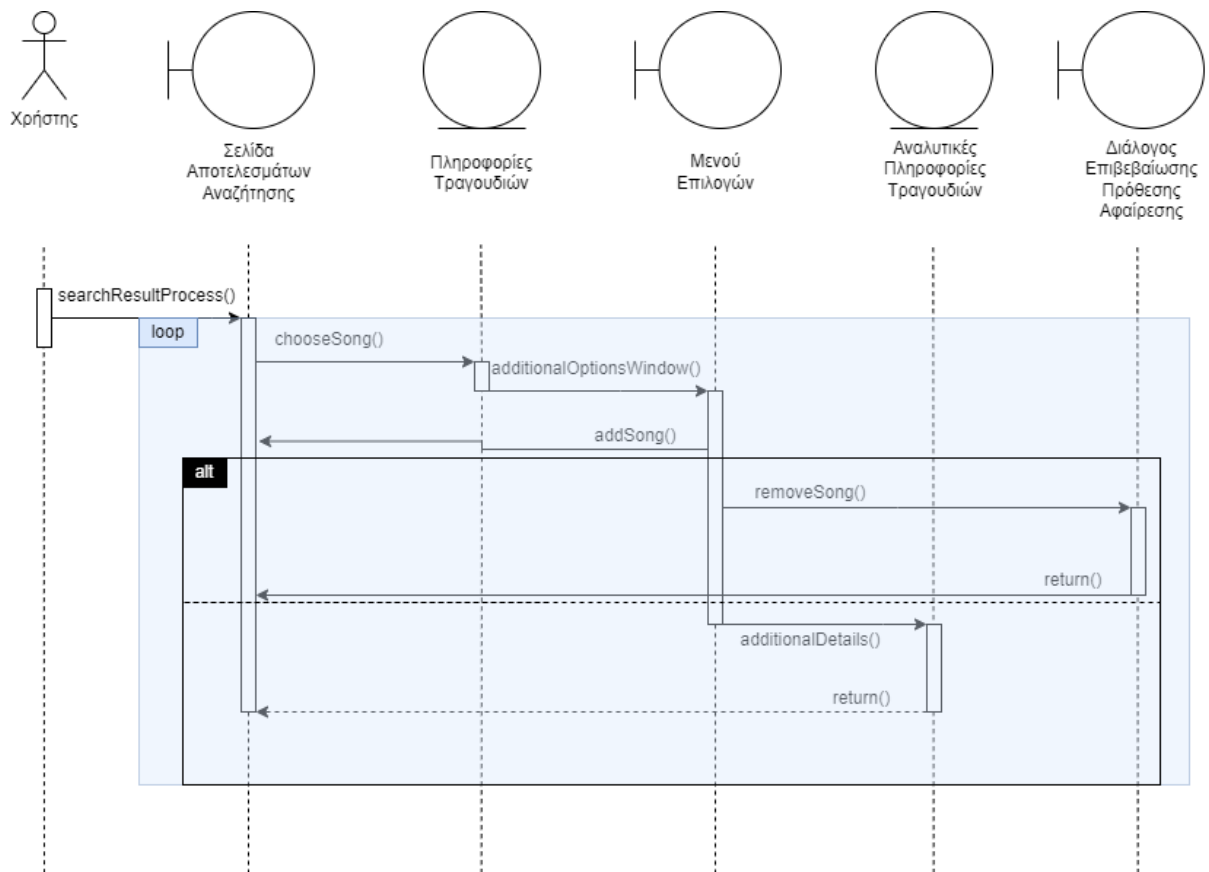 Χρήστης
Σελίδα
Αποτελεσμάτων
Αναζήτησης
Πληροφορίες
Τραγουδιών
Μενού
Επιλογών
Αναλυτικές
Πληροφορίες
Τραγουδιών
Διάλογος
Επιβεβαίωσης
Πρόθεσης
Αφαίρεσης
searchResultProcess()
loop
chooseSong()
additionalOptionsWindow()
addSong()
alt
removeSong()
return()
additionalDetails()
return()